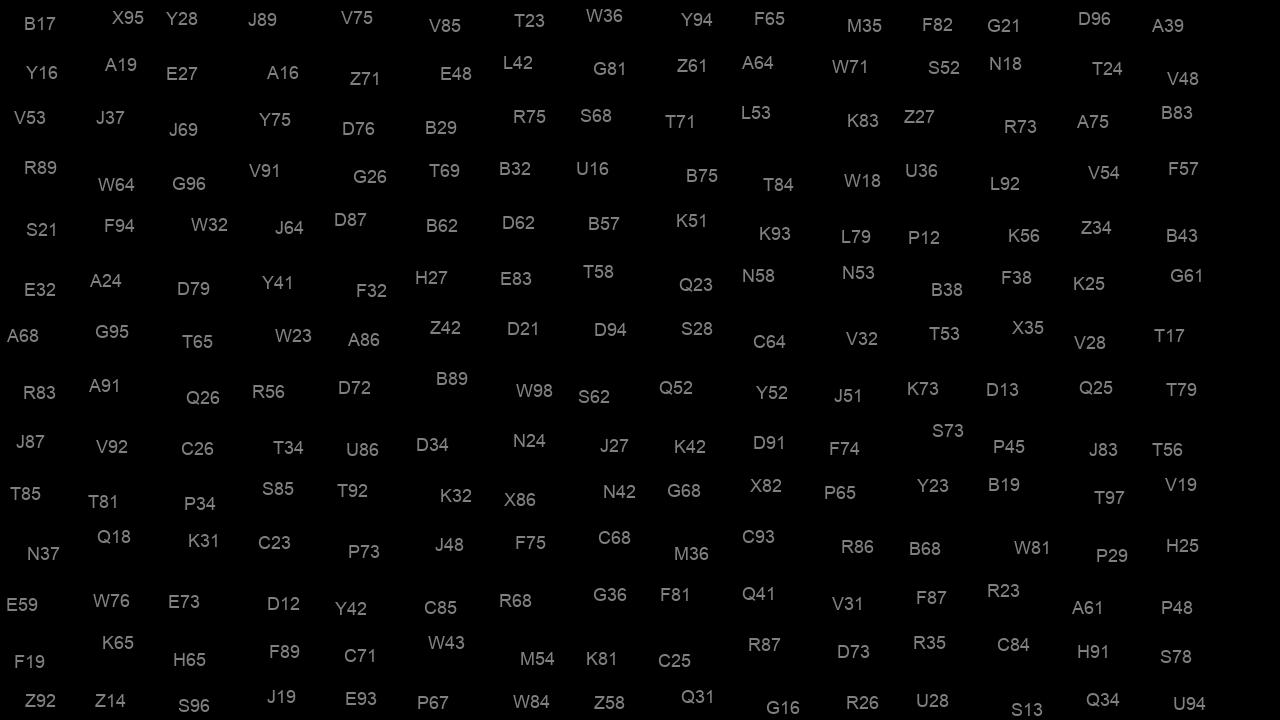 B17 X95 Y28 J89 V75 V85 T23 W36 Y94 F65 M35 F82 G21 D96 A39
Y16 A19 E27 A16 Z71 E48 L42 G81 Z61 A64 W71 S52 N18 T24 V48
V53 J37 J69 Y75 D76 B29 R75 S68 T71 L53 K83 Z27 R73 A75 B83
R89 W64 G96 V91 G26 T69 B32 U16 B75 T84 W18 U36 L92 V54 F57
S21 F94 W32 J64 D87 B62 D62 B57 K51 K93 L79 P12 K56 Z34 B43
E32 A24 D79 Y41 F32 H27 E83 T58 Q23 N58 N53 B38 F38 K25 G61
A68 G95 T65 W23 A86 Z42 D21 D94 S28 C64 V32 T53 X35 V28 T17
R83 A91 Q26 R56 D72 B89 W98 S62 Q52 Y52 J51 K73 D13 Q25 T79
J87 V92 C26 T34 U86 D34 N24 J27 K42 D91 F74 S73 P45 J83 T56
T85 T81 P34 S85 T92 K32 X86 N42 G68 X82 P65 Y23 B19 T97 V19
N37 Q18 K31 C23 P73 J48 F75 C68 M36 C93 R86 B68 W81 P29 H25
E59 W76 E73 D12 Y42 C85 R68 G36 F81 Q41 V31 F87 R23 A61 P48
F19 K65 H65 F89 C71 W43 M54 K81 C25 R87 D73 R35 C84 H91 S78
Z92 Z14 S96 J19 E93 P67 W84 Z58 Q31 G16 R26 U28 S13 Q34 U94